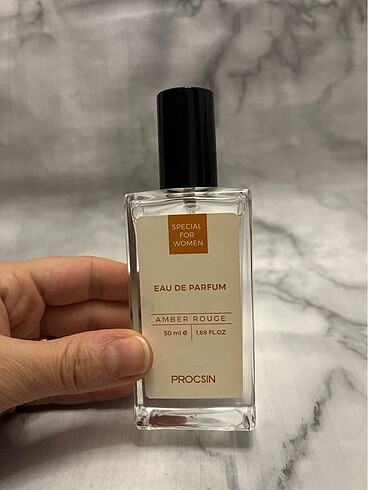 SPECIAL
FOR
WOMEN
EAU DE PARFUM
AMBER ROUGE
50 ml e 1,69 FL.OZ
PROCSIN